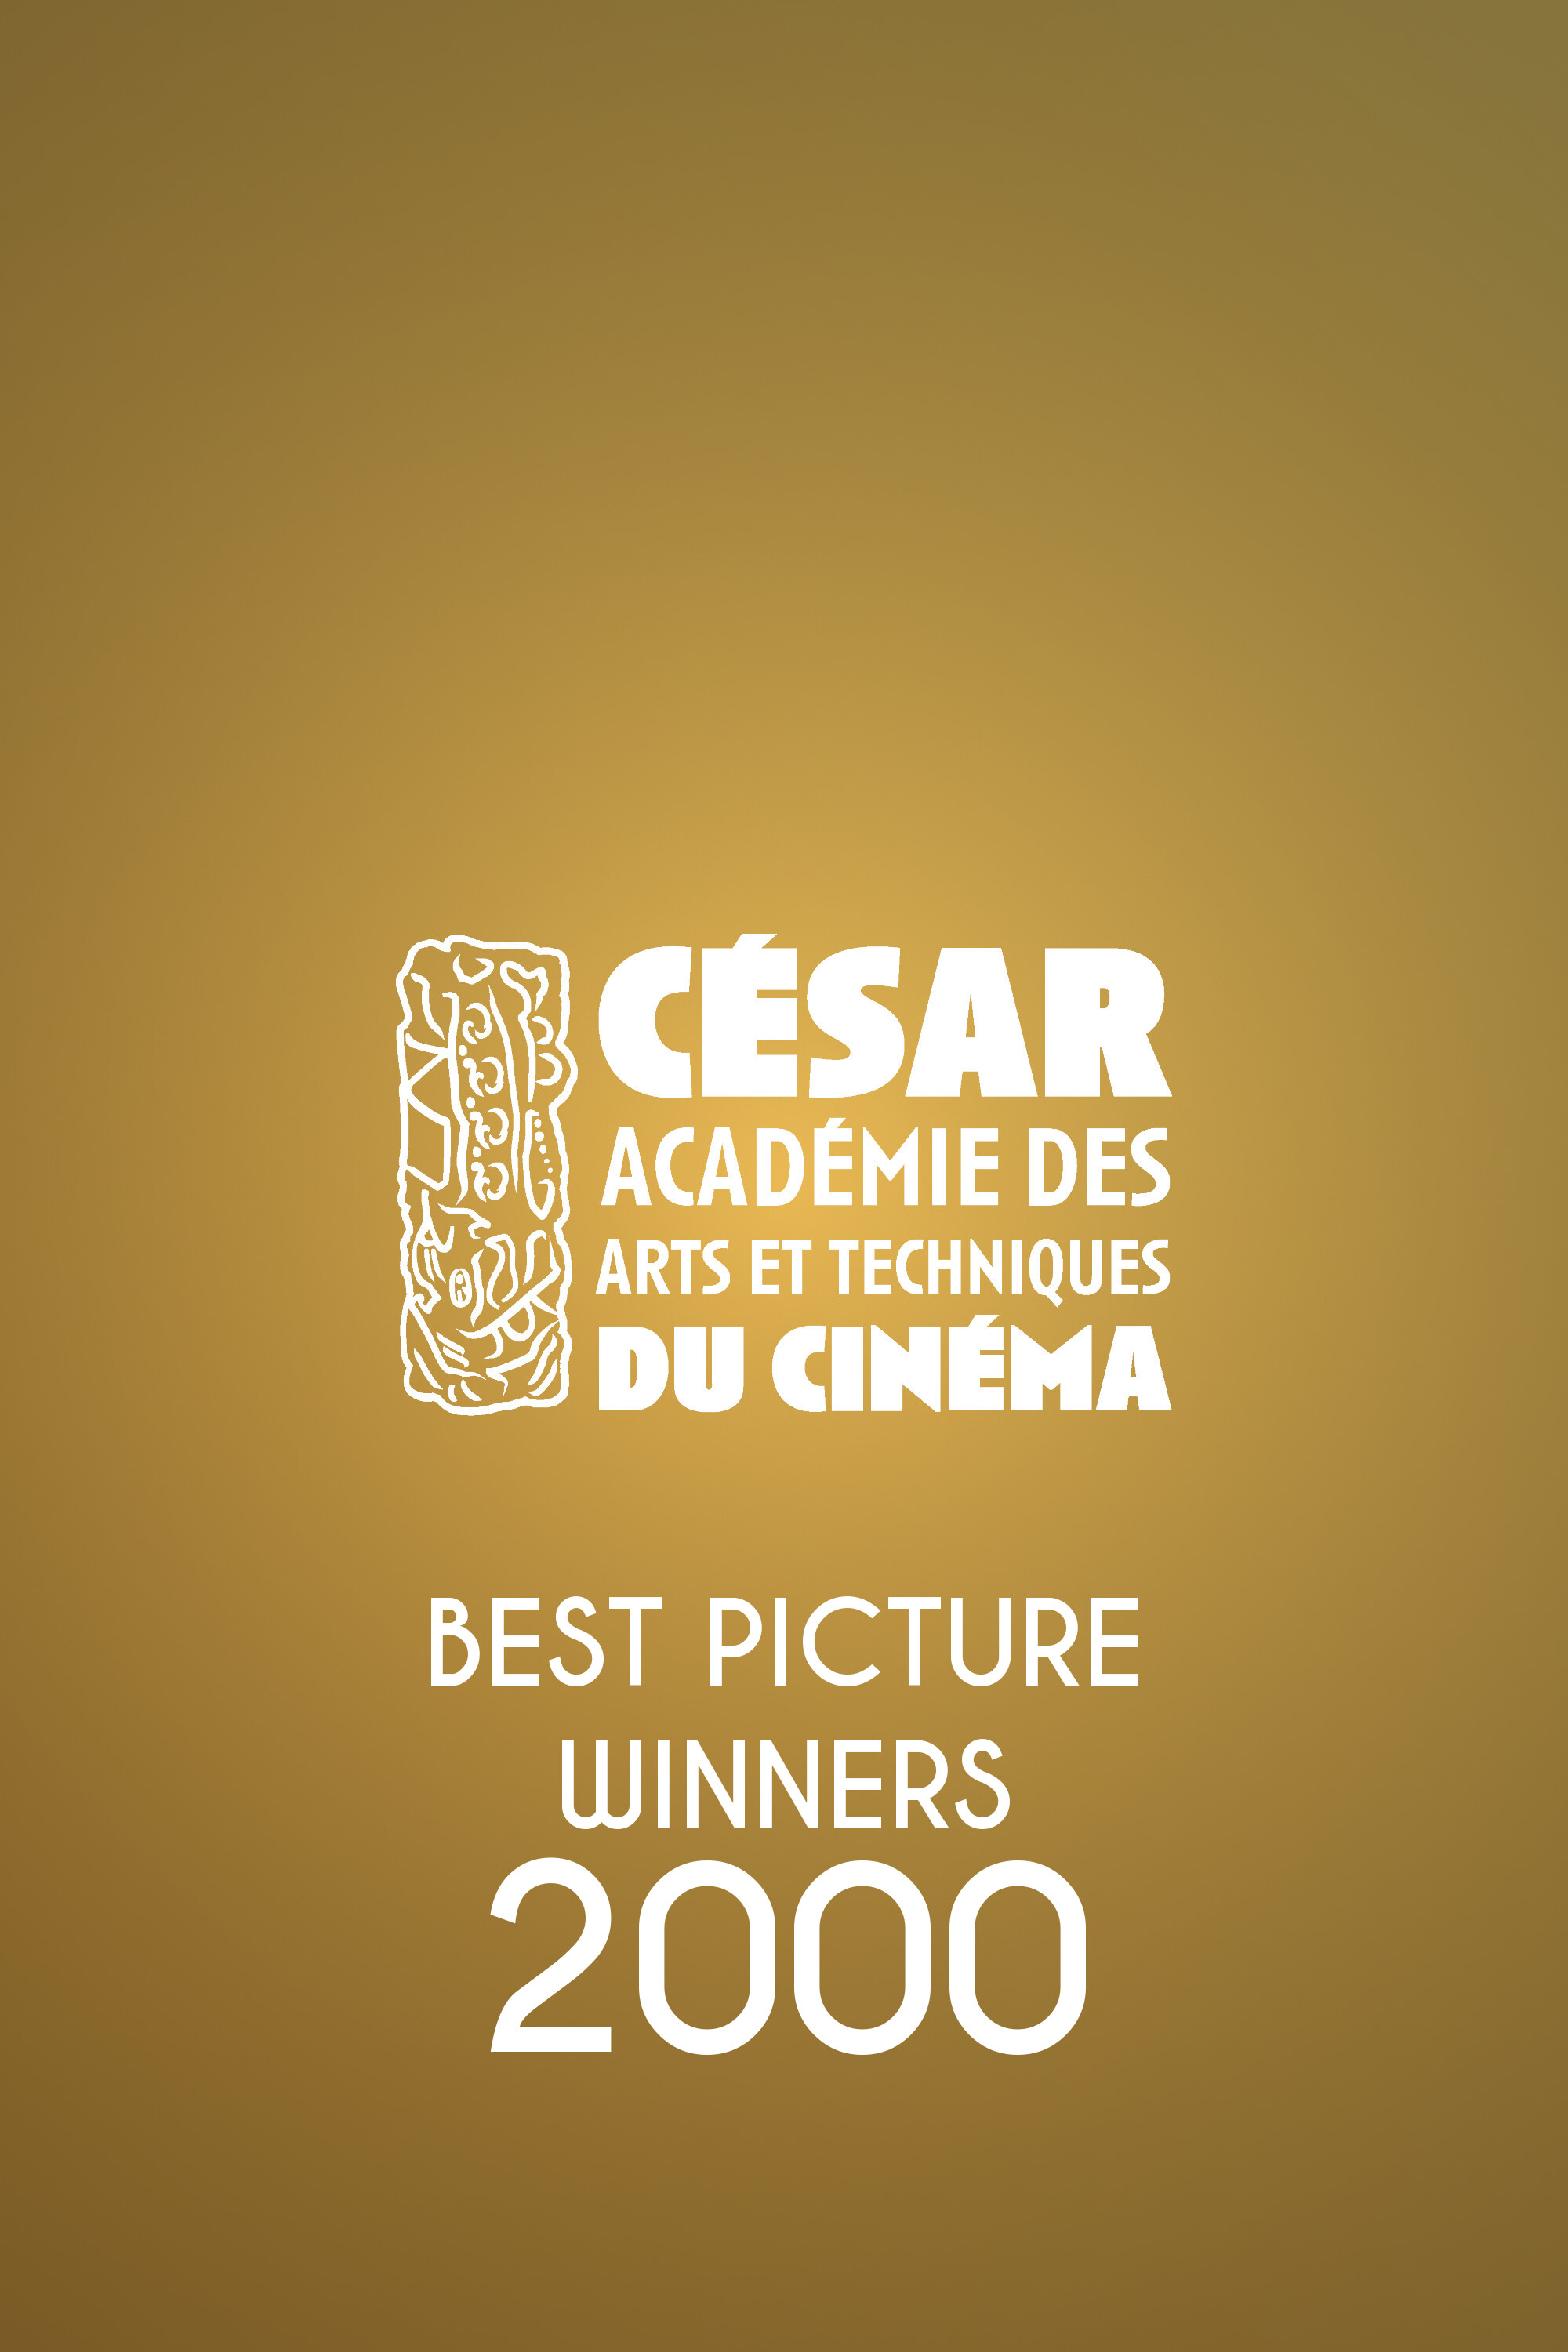 CÉSAR
ACADÉMIE DES
ARTS ET TECHNIQUES
DU CINÉMA
BEST PICTURE
WINNERS
2000